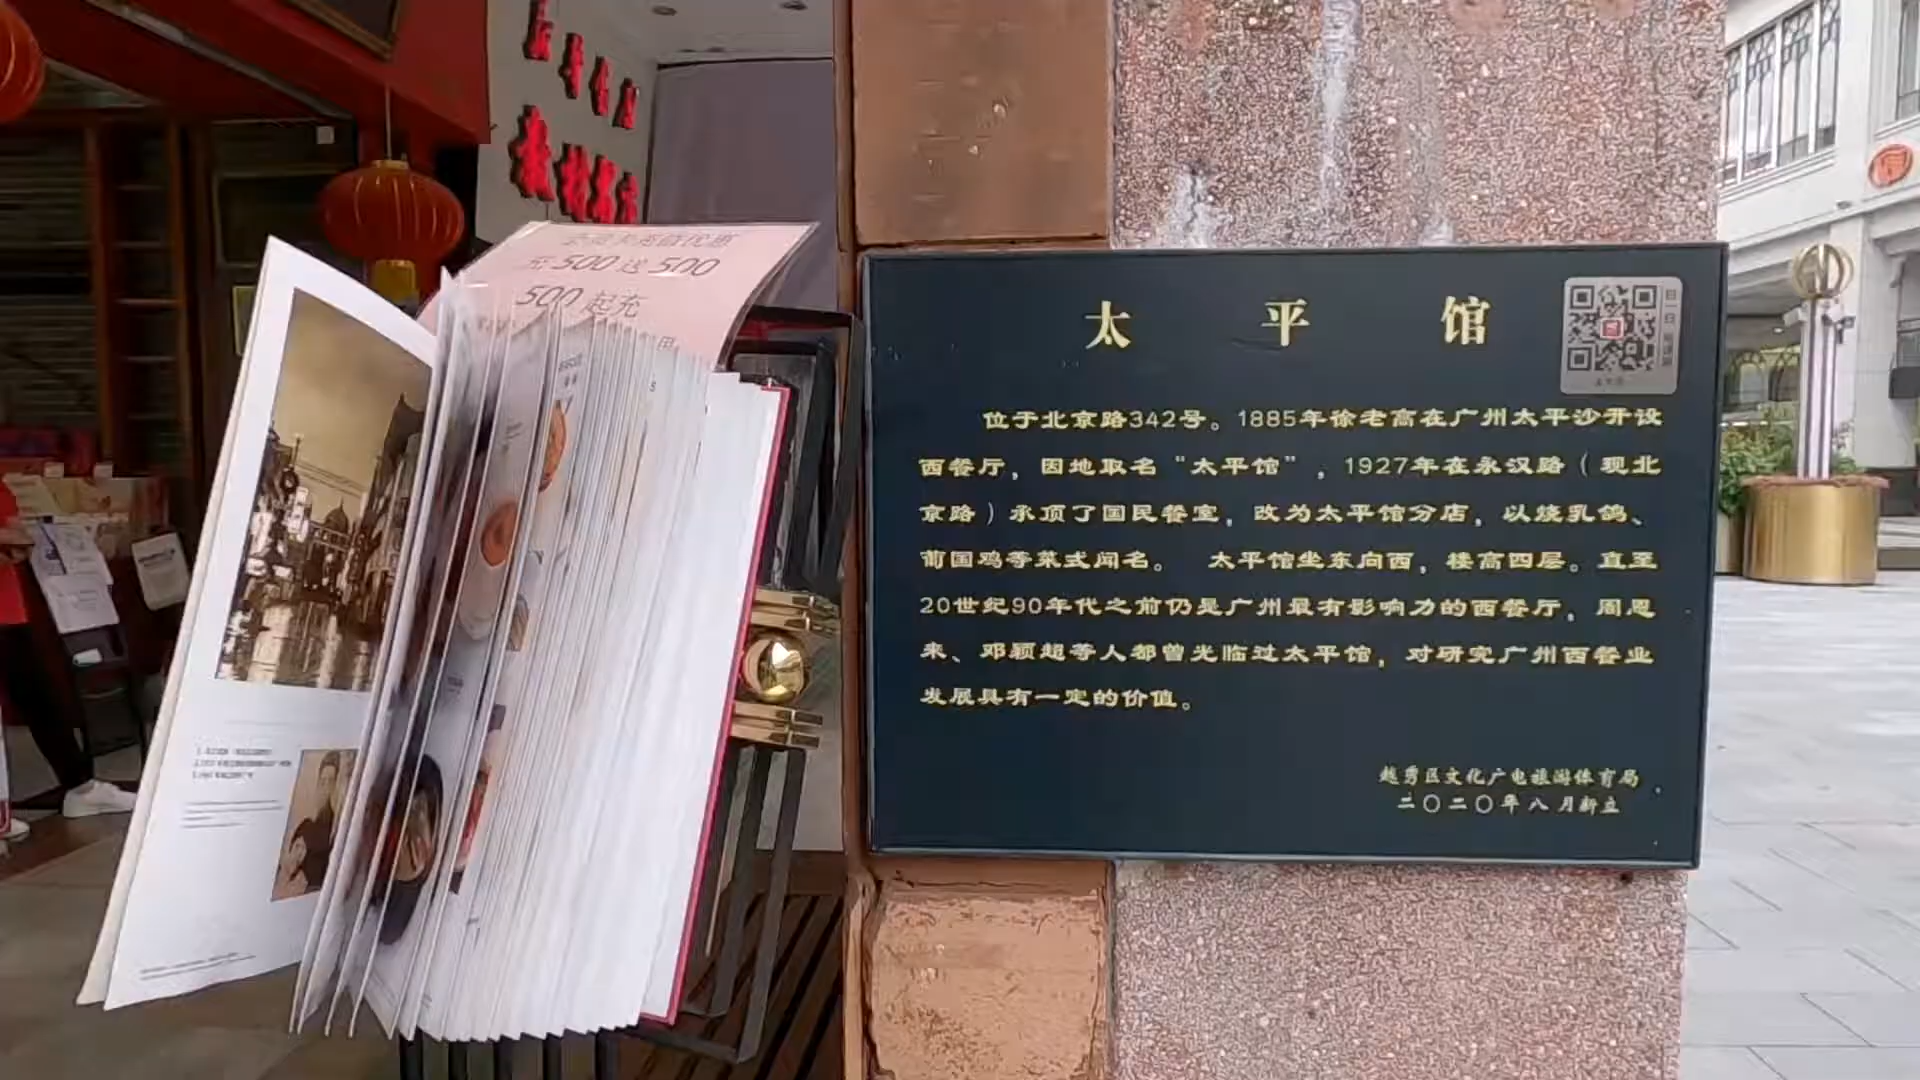 充 500 送 500
500 起充
太平馆
位于北京路342号。1885年徐老高在广州太平沙开设
西餐厅，因地取名“太平馆”，1927年在永汉路（现北
京路）承顶了国民餐室，改为太平馆分店，以烧乳鸽、
葡国鸡等菜式闻名。 太平馆坐东向西，楼高四层。直至
20世纪90年代之前仍是广州最有影响力的西餐厅，周恩
来、邓颖超等人都曾光临过太平馆，对研究广州西餐业
发展具有一定的价值。
越秀区文化广电旅游体育局
二〇二〇年八月新立